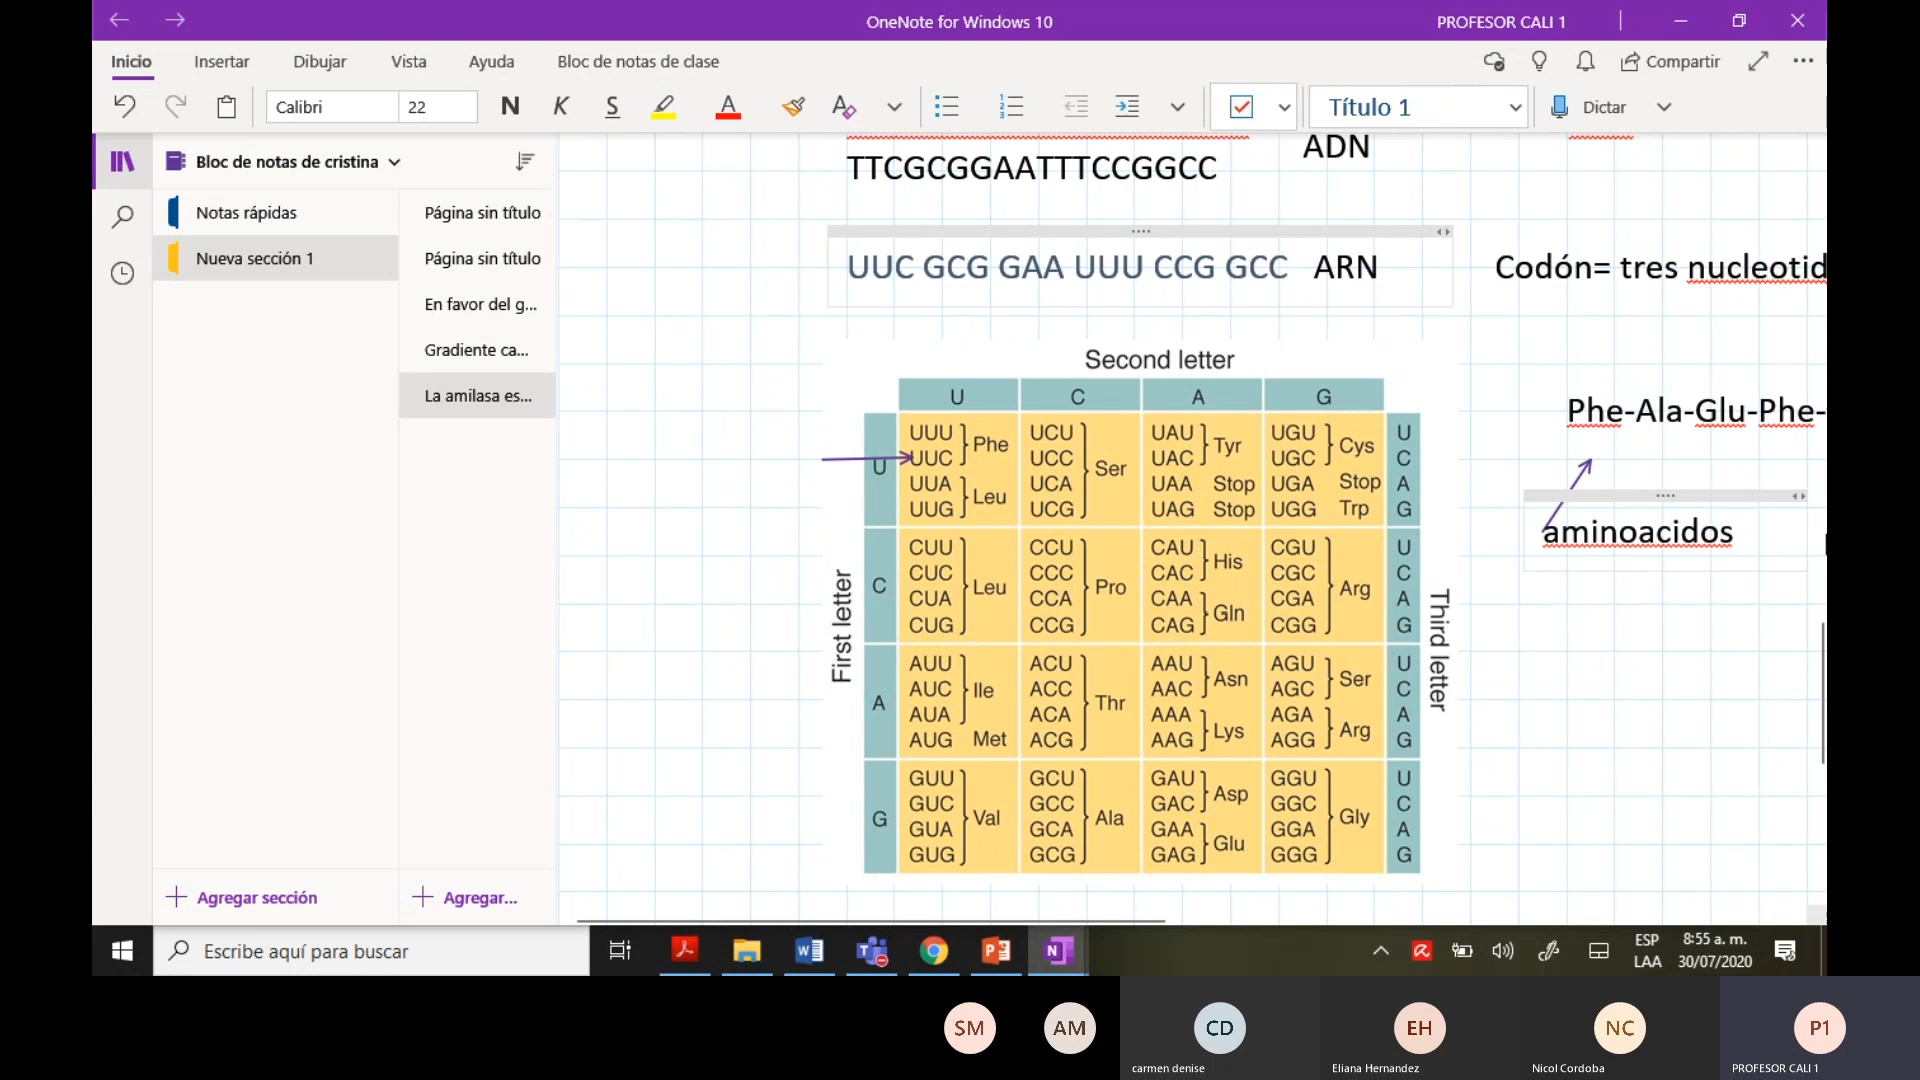 OneNote for Windows 10
PROFESOR CALI 1
Inicio Insertar Dibujar Vista Ayuda Bloc de notas de clase
Compartir
Calibri 22 N K S A A Título 1 Dictar
Bloc de notas de cristina
Notas rápidas
Nueva sección 1
Página sin título
Página sin título
En favor del g...
Gradiente ca...
La amilasa es...
Agregar sección
Agregar...
ADN
TTCGCGGAATTTCCGGCC
UUC GCG GAA UUU CCG GCC ARN
Codón= tres nucleotid
Phe-Ala-Glu-Phe-
aminoacidos
Second letter
U C A G
First letter
Third letter
U
UUU UUC Phe UCU UCC UCA UCG Ser UAU UAC Tyr UGU UGC Cys U C
UUA UUG Leu UAA Stop UAG Stop UGA Stop UGG Trp A G
C
CUU CUC CUA CUG Leu CCU CCC CCA CCG Pro CAU CAC His CGU CGC CGA CGG Arg U C
CAA CAG Gln A G
A
AUU AUC AUA Ile ACU ACC ACA ACG Thr AAU AAC Asn AGU AGC Ser U C
AUG Met AAA AAG Lys AGA AGG Arg A G
G
GUU GUC GUA GUG Val GCU GCC GCA GCG Ala GAU GAC Asp GGU GGC GGA GGG Gly U C
GAA GAG Glu A G
Escribe aquí para buscar
ESP
LAA
8:55 a. m.
30/07/2020
SM AM CD EH NC P1
carmen denise Eliana Hernandez Nicol Cordoba PROFESOR CALI 1